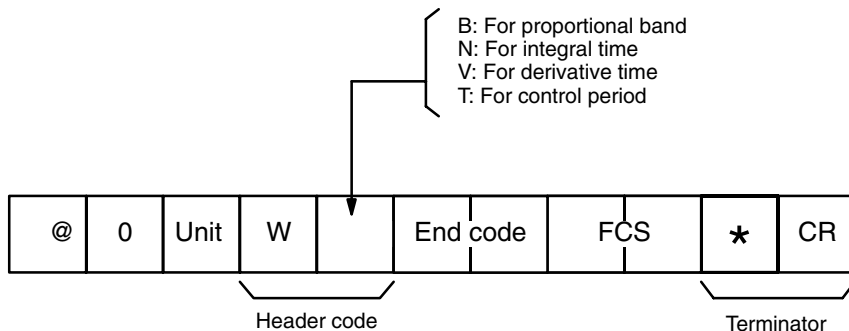 B: For proportional band
N: For integral time
V: For derivative time
T: For control period
@ 0 Unit W End code FCS * CR
Header code Terminator